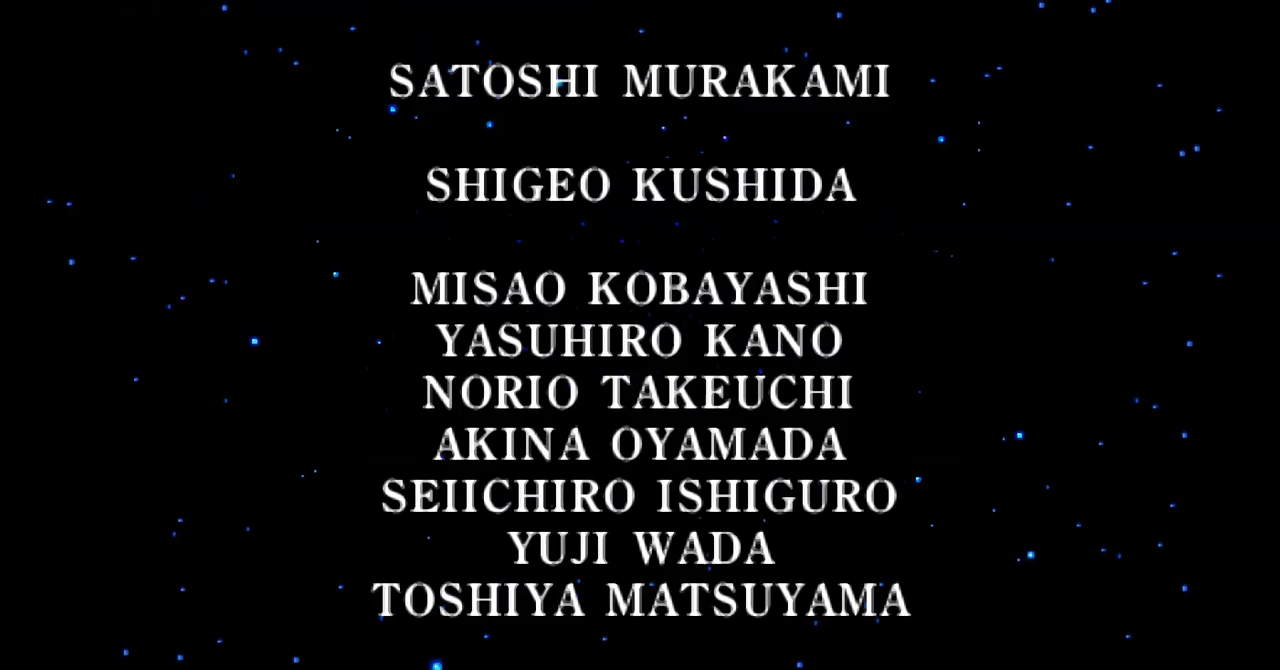 SATOSHI MURAKAMI
SHIGEO KUSHIDA
MISAO KOBAYASHI
YASUHIRO KANO
NORIO TAKEUCHI
AKINA OYAMADA
SEIICHIRO ISHIGURO
YUJI WADA
TOSHIYA MATSUYAMA